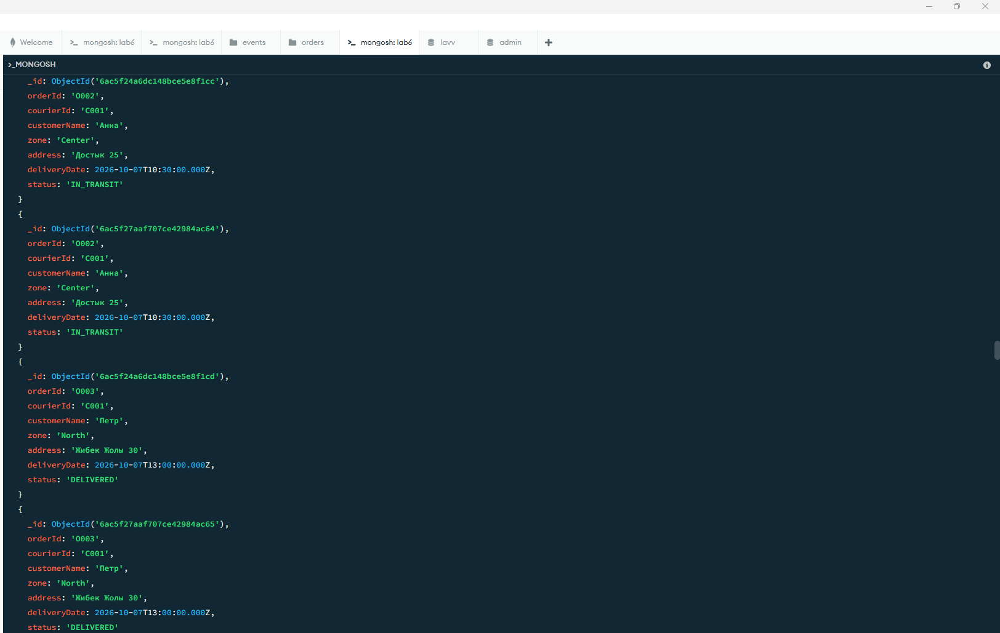 Welcome
mongosh: lab6
mongosh: lab6
events
orders
mongosh: lab6
lavv
admin
>_MONGOSH
_id: ObjectId('6ac5f24a6dc148bce5e8f1cc'),
orderId: 'O002',
courierId: 'C001',
customerName: 'Анна',
zone: 'Center',
address: 'Достык 25',
deliveryDate: 2026-10-07T10:30:00.000Z,
status: 'IN_TRANSIT'
}
{
_id: ObjectId('6ac5f27aaf707ce42984ac64'),
orderId: 'O002',
courierId: 'C001',
customerName: 'Анна',
zone: 'Center',
address: 'Достык 25',
deliveryDate: 2026-10-07T10:30:00.000Z,
status: 'IN_TRANSIT'
}
{
_id: ObjectId('6ac5f24a6dc148bce5e8f1cd'),
orderId: 'O003',
courierId: 'C001',
customerName: 'Петр',
zone: 'North',
address: 'Жибек Жолы 30',
deliveryDate: 2026-10-07T13:00:00.000Z,
status: 'DELIVERED'
}
{
_id: ObjectId('6ac5f27aaf707ce42984ac65'),
orderId: 'O003',
courierId: 'C001',
customerName: 'Петр',
zone: 'North',
address: 'Жибек Жолы 30',
deliveryDate: 2026-10-07T13:00:00.000Z,
status: 'DELIVERED'